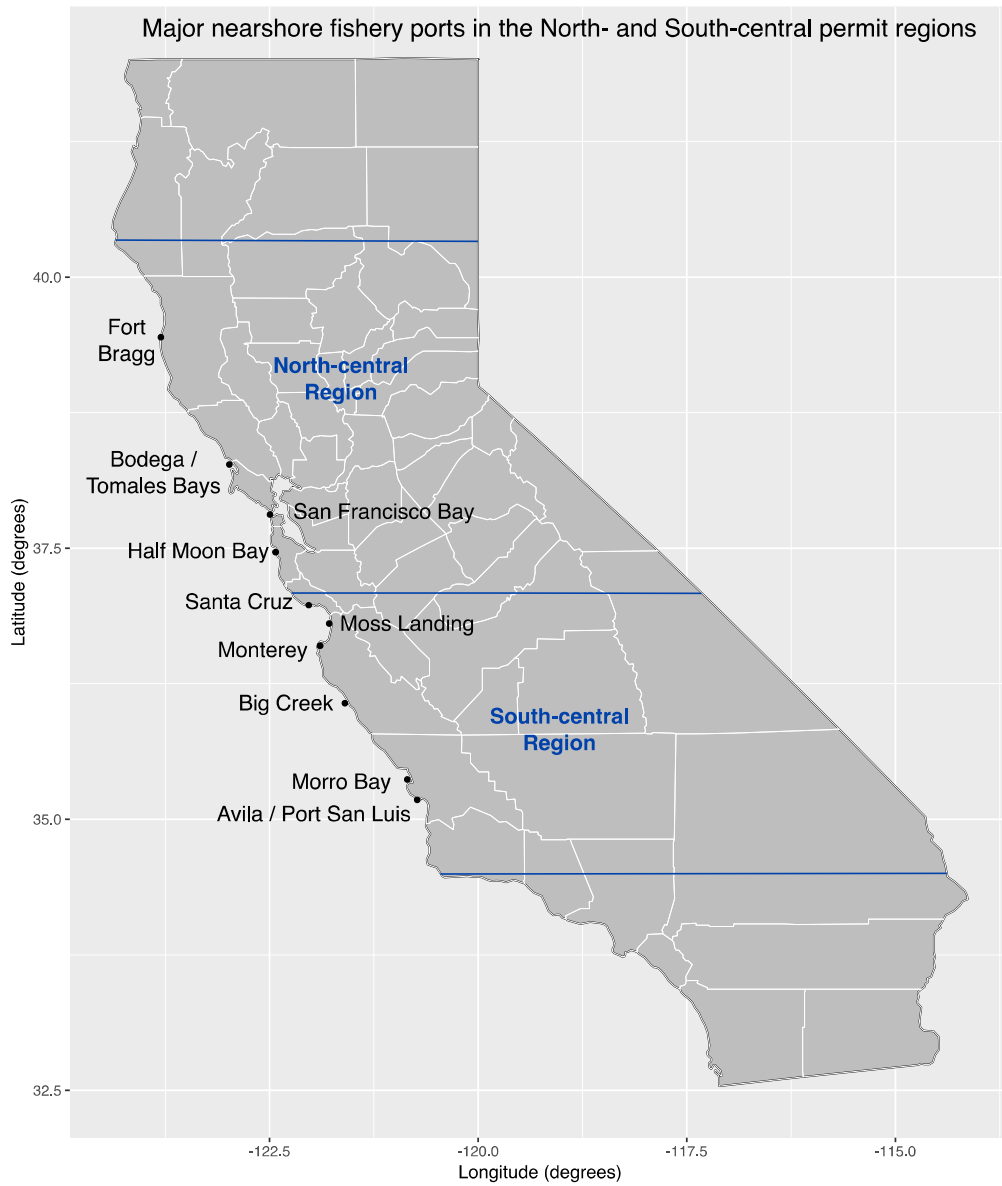 Major nearshore fishery ports in the North- and South-central permit regions
40.0
Fort
Bragg
North-central
Region
Bodega /
Tomales Bays
San Francisco Bay
37.5
Half Moon Bay
Santa Cruz
Moss Landing
Latitude (degrees)
Monterey
Big Creek
South-central
Region
Morro Bay
Avila / Port San Luis
35.0
32.5
-122.5
-120.0
-117.5
-115.0
Longitude (degrees)